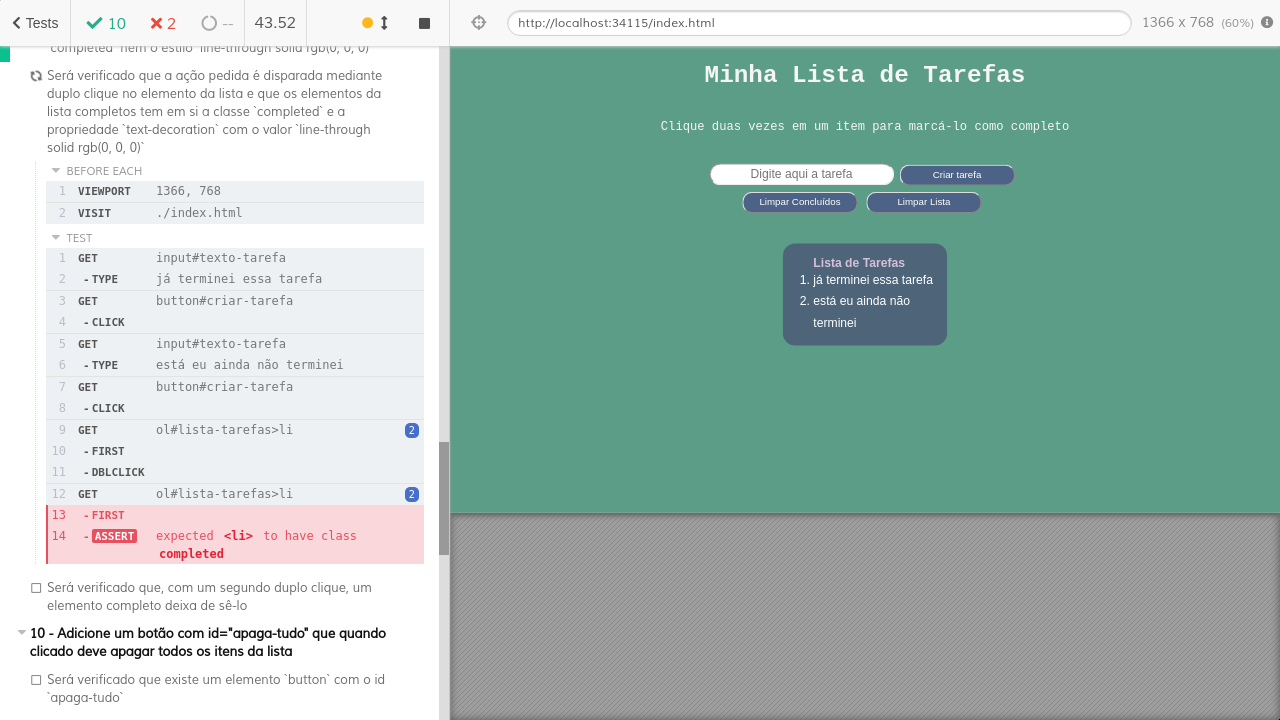 Tests
10
2
--
43.52
http://localhost:34115/index.html
1366 x 768 (60%)
`completed` nem o estilo `line-through solid rgb(0, 0, 0)`
Será verificado que a ação pedida é disparada mediante
duplo clique no elemento da lista e que os elementos da
lista completos tem em si a classe `completed` e a
propriedade `text-decoration` com o valor `line-through
solid rgb(0, 0, 0)`
BEFORE EACH
1 VIEWPORT 1366, 768
2 VISIT ./index.html
TEST
1 GET input#texto-tarefa
2 -TYPE já terminei essa tarefa
3 GET button#criar-tarefa
4 -CLICK
5 GET input#texto-tarefa
6 -TYPE está eu ainda não terminei
7 GET button#criar-tarefa
8 -CLICK
9 GET ol#lista-tarefas>li 2
10 -FIRST
11 -DBLCLICK
12 GET ol#lista-tarefas>li 2
13 -FIRST
14 -ASSERT expected <li> to have class
completed
Será verificado que, com um segundo duplo clique, um
elemento completo deixa de sê-lo
10 - Adicione um botão com id="apaga-tudo" que quando
clicado deve apagar todos os itens da lista
Será verificado que existe um elemento `button` com o id
`apaga-tudo`
Minha Lista de Tarefas
Clique duas vezes em um item para marcá-lo como completo
Digite aqui a tarefa
Criar tarefa
Limpar Concluídos
Limpar Lista
Lista de Tarefas
1. já terminei essa tarefa
2. está eu ainda não
terminei